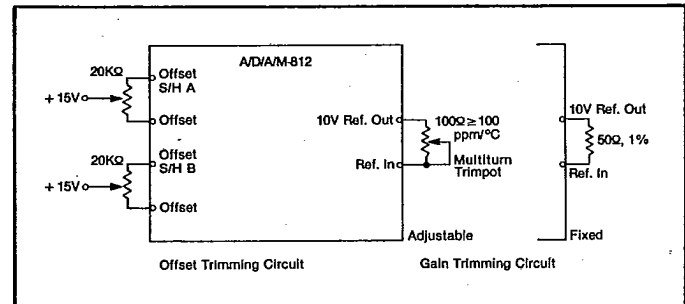 A/D/A/M-812
20KΩ
Offset
S/H A
+ 15V
Offset
20KΩ
Offset
S/H B
+ 15V
Offset
10V Ref. Out
100Ω ≥ 100
ppm/°C
Ref. In
Multiturn
Trimpot
10V Ref. Out
50Ω, 1%
Ref. In
Adjustable
Fixed
Offset Trimming Circuit
Gain Trimming Circuit